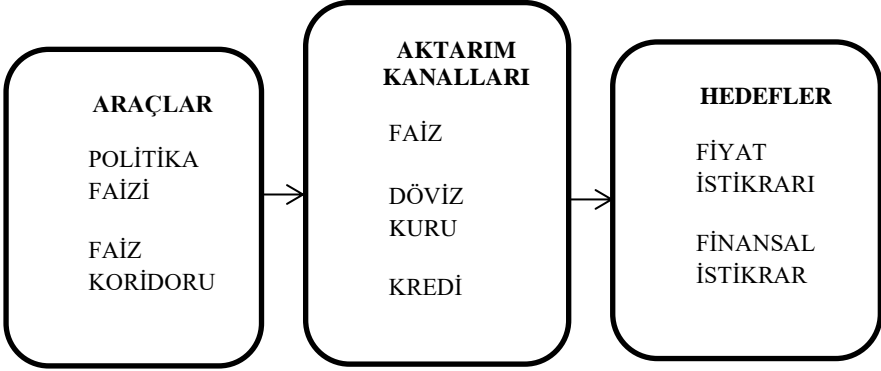 ARAÇLAR
POLİTİKA
FAİZİ
FAİZ
KORİDORU
AKTARIM
KANALLARI
FAİZ
DÖVİZ
KURU
KREDİ
HEDEFLER
FİYAT
İSTİKRARI
FİNANSAL
İSTİKRAR